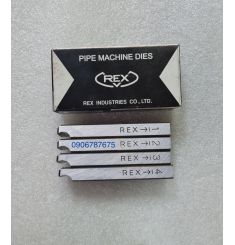 PIPE MACHINE DIES
REX
REX INDUSTRIES CO., LTD.
REX→1
0906787675
REX→2
REX→3
REX→4